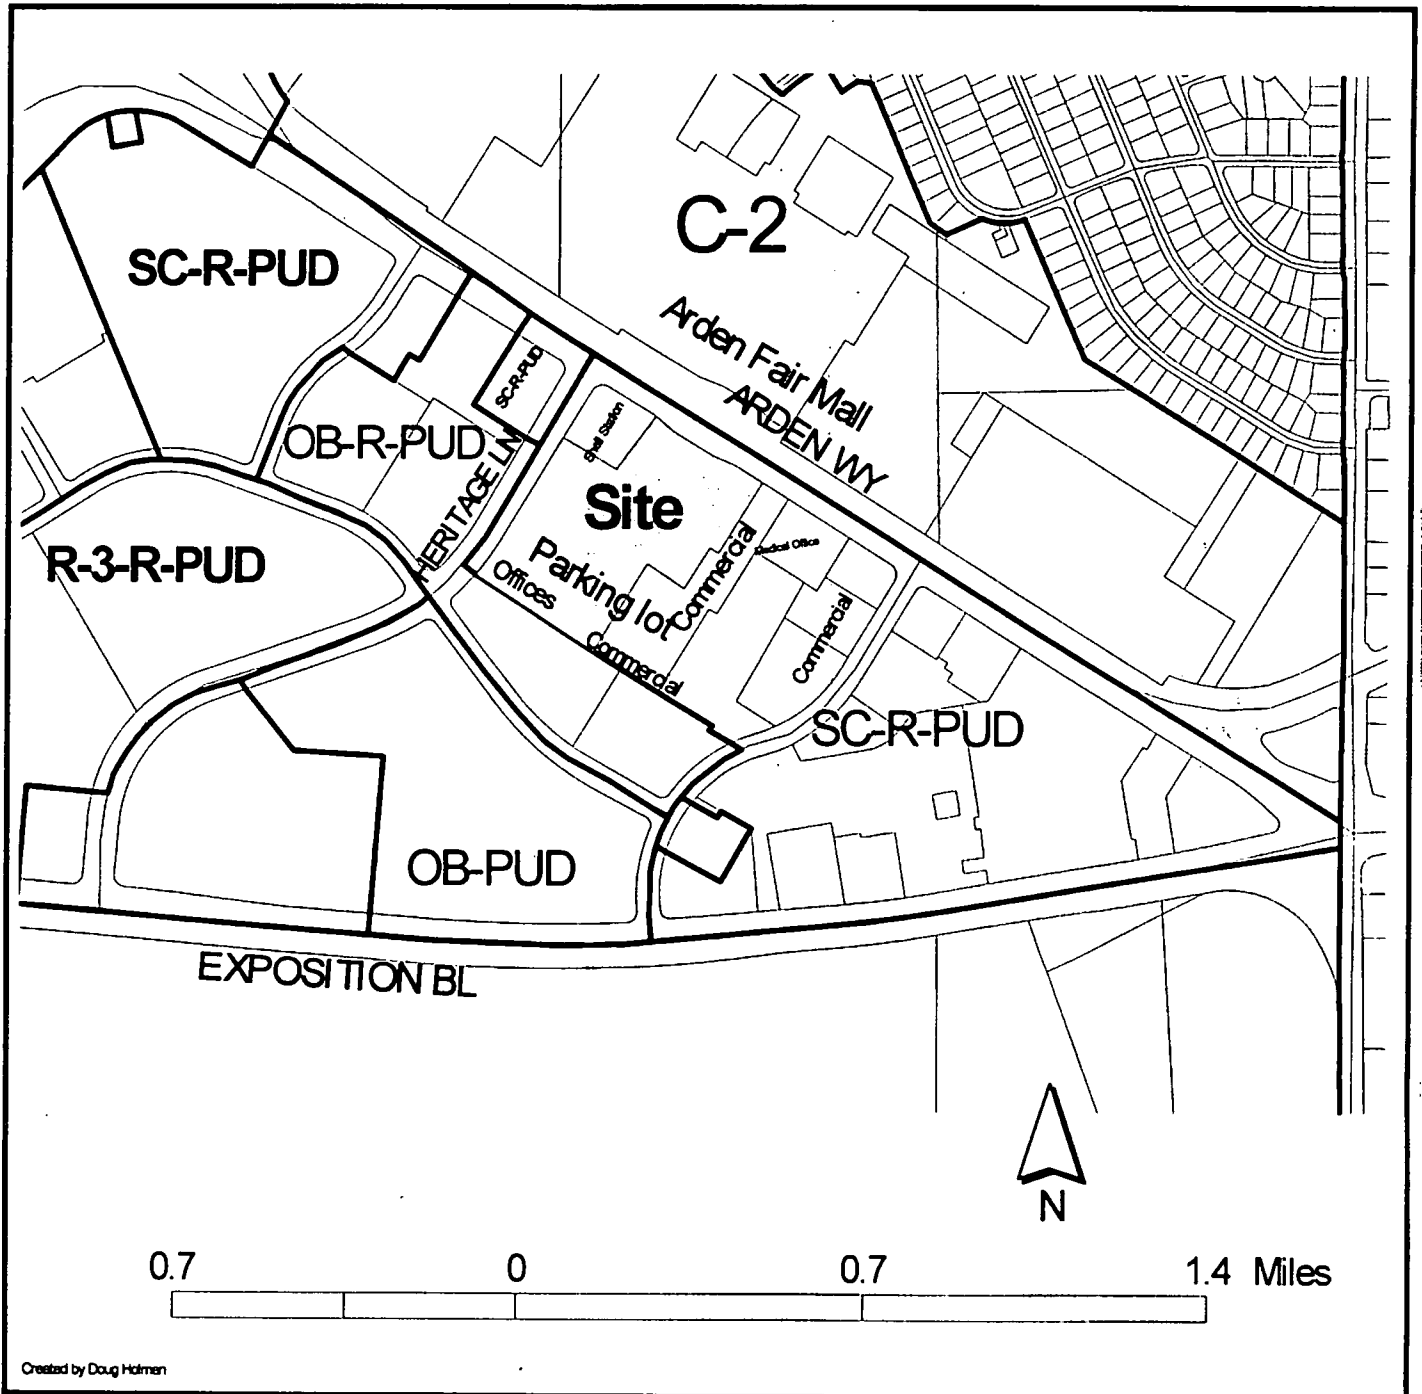 C-2
SC-R-PUD
Arden Fair Mall
ARDEN WY
SC-R-PUD
Shell Station
OB-R-PUD
HERITAGE LN
Site
Parking lot
Offices
Commercial
Medical Office
Commercial
Commercial
R-3-R-PUD
SC-R-PUD
OB-PUD
EXPOSITION BL
N
0.7 0 0.7 1.4 Miles
Created by Doug Holmen